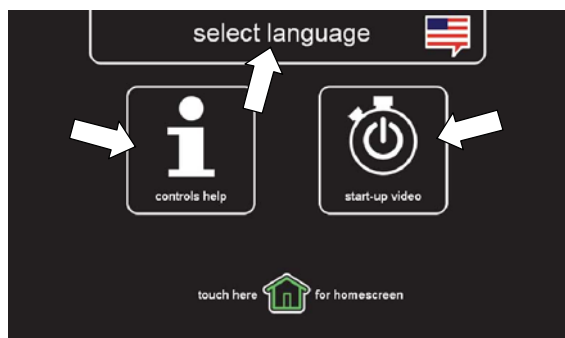 select language
controls help
start-up video
touch here for homescreen